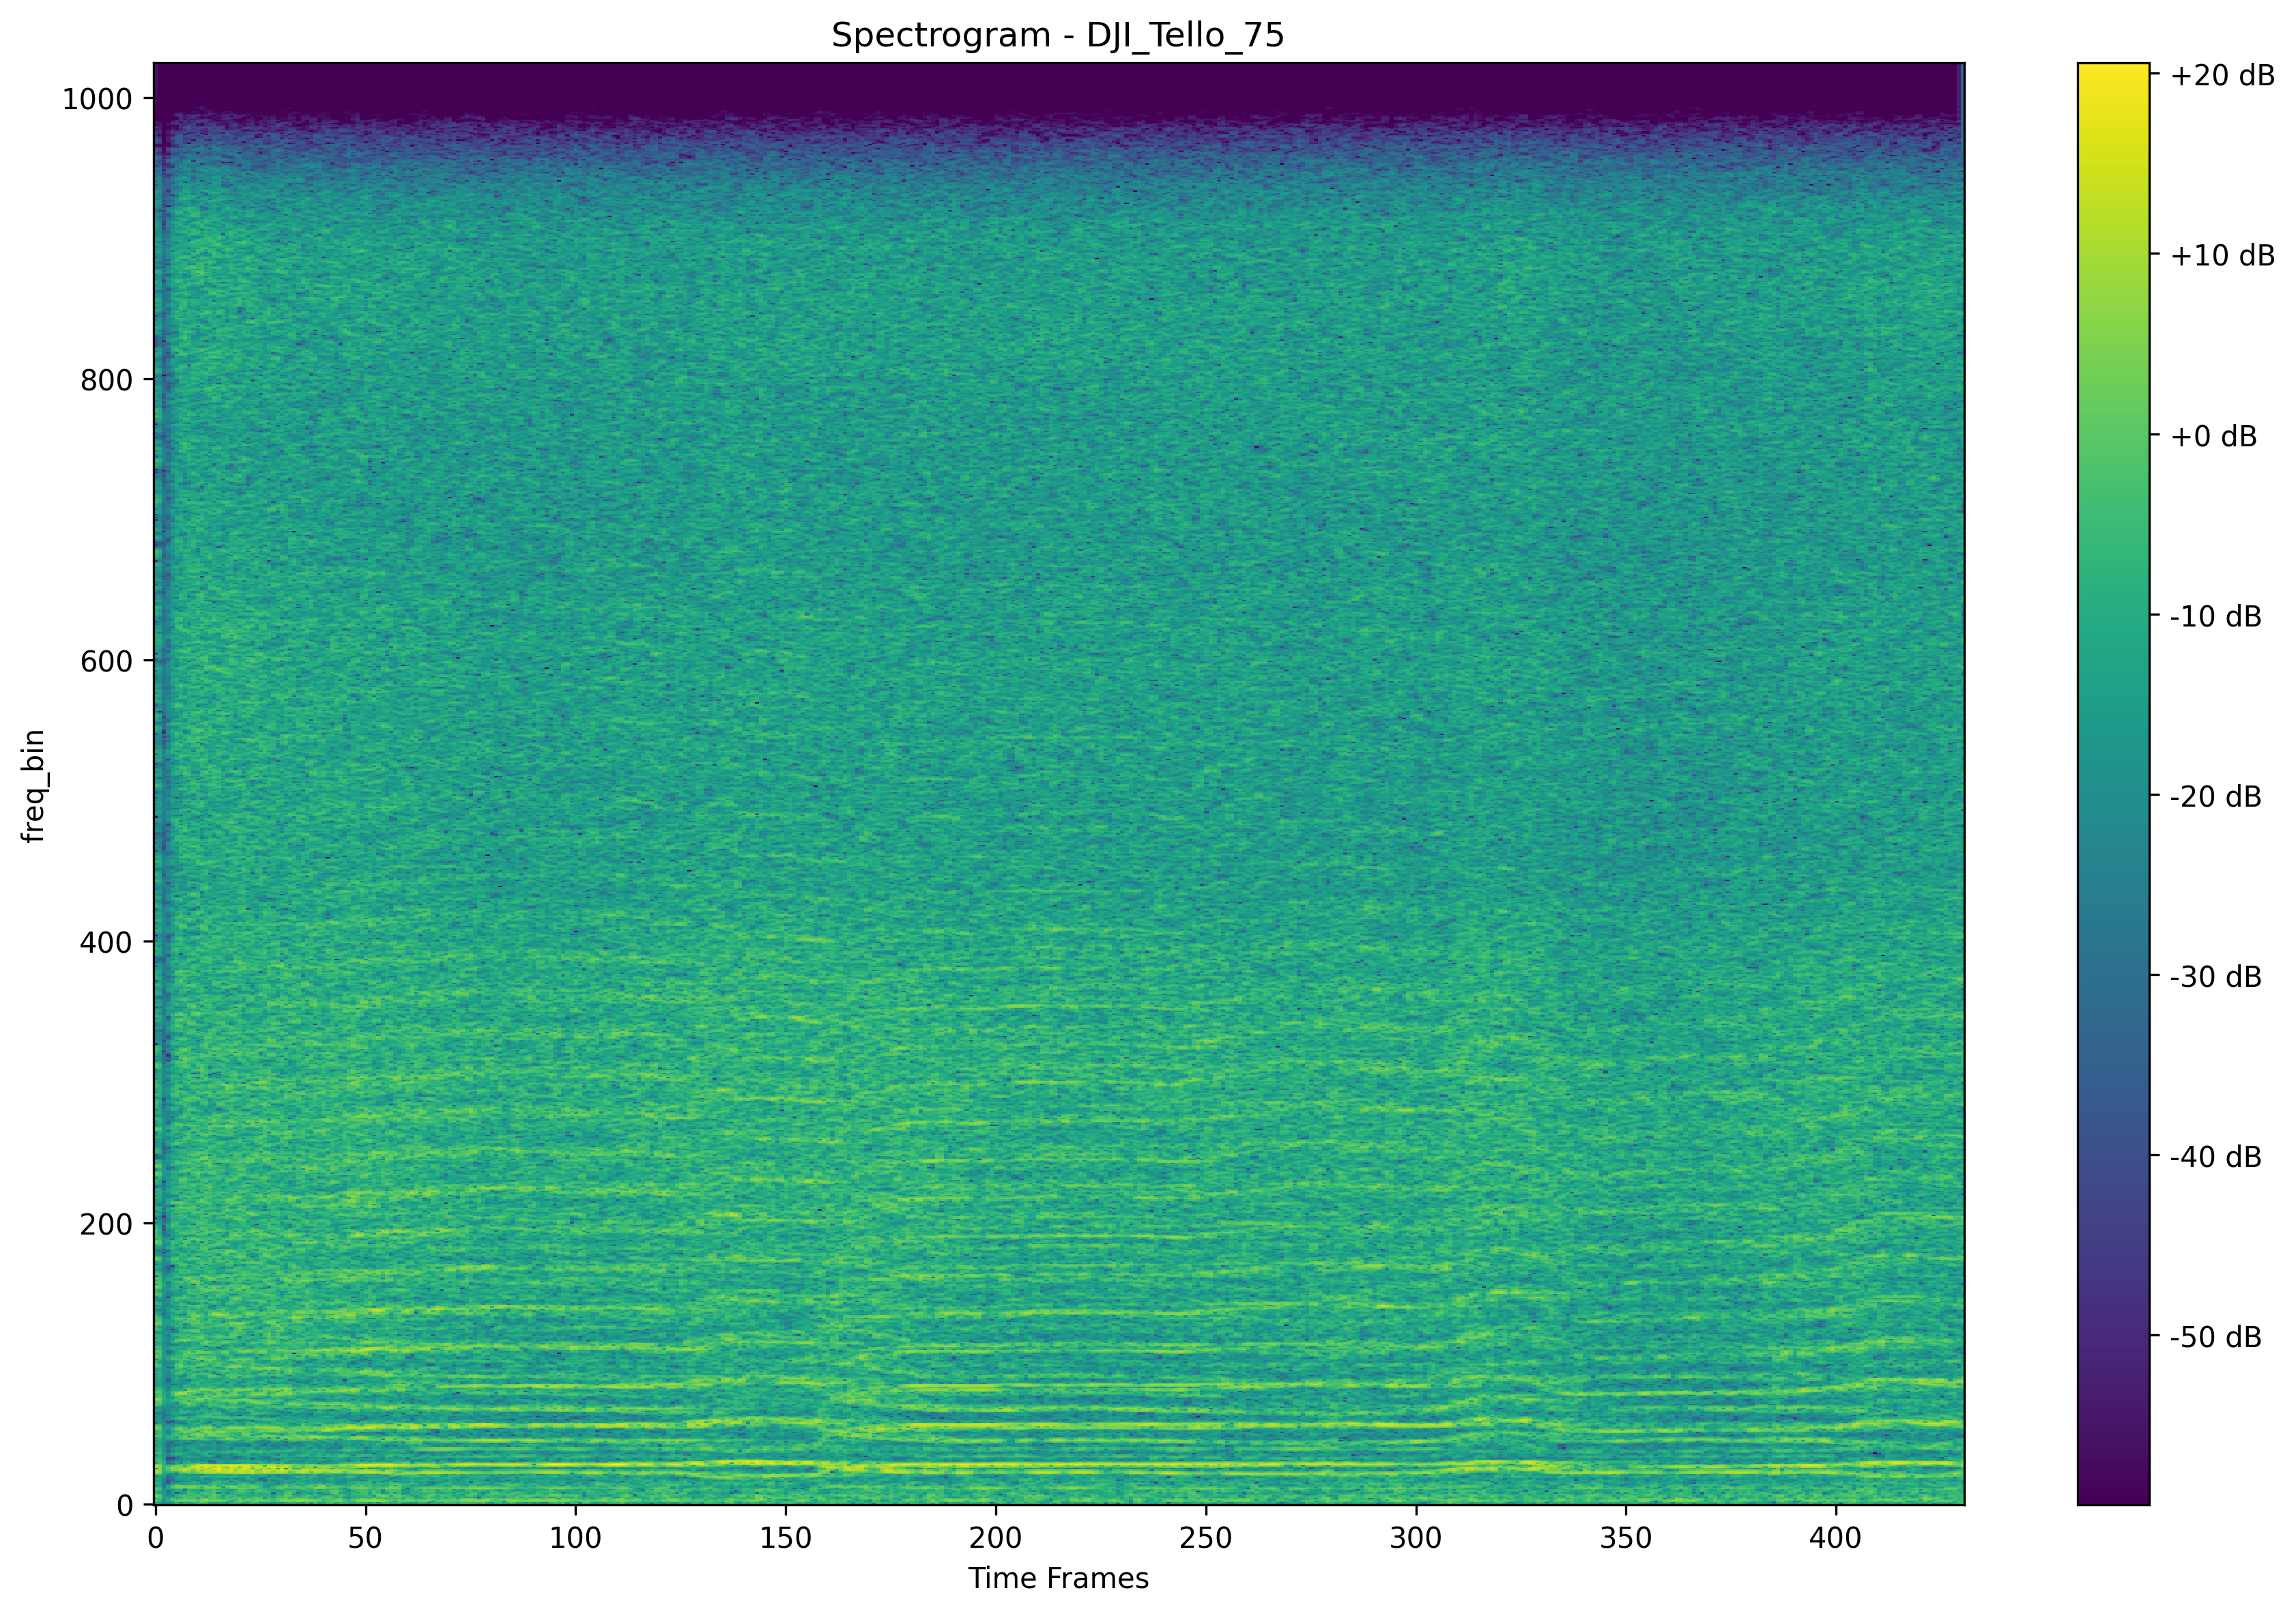 Spectrogram - DJI_Tello_75
1000
800
600
400
200
0
freq_bin
0 50 100 150 200 250 300 350 400
Time Frames
+20 dB
+10 dB
+0 dB
-10 dB
-20 dB
-30 dB
-40 dB
-50 dB